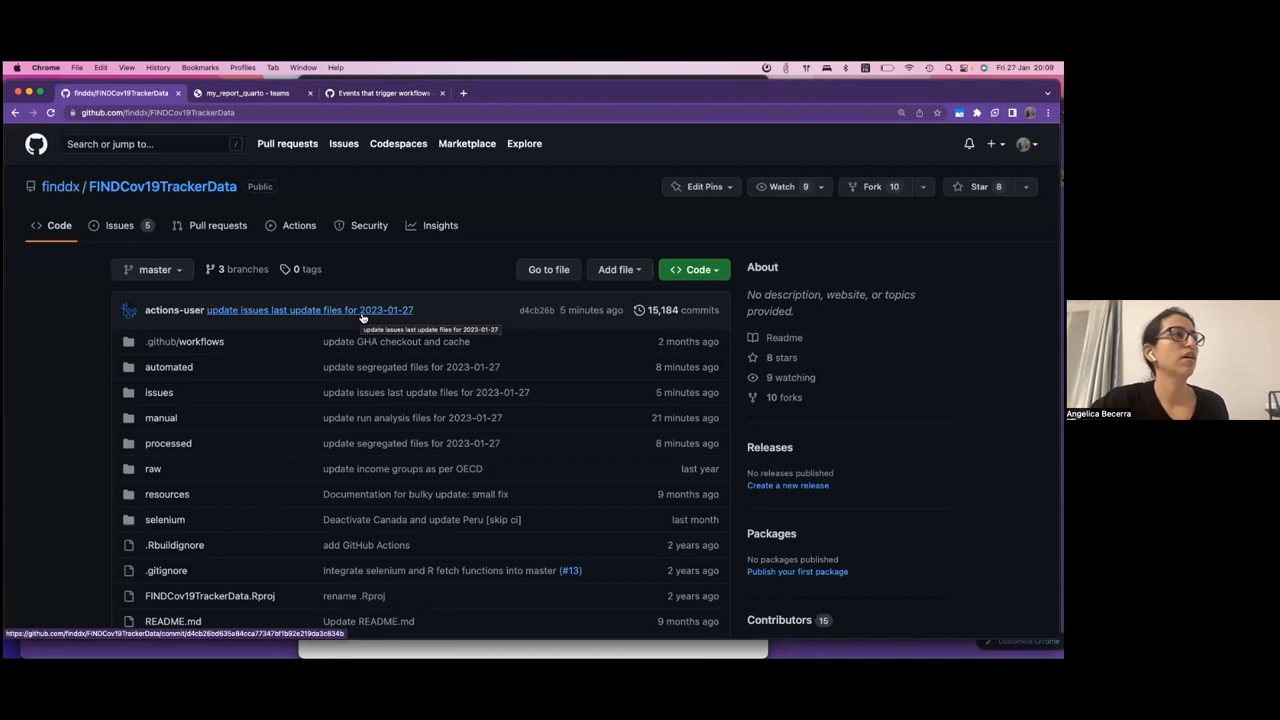 Chrome File Edit View History Bookmarks Profiles Tab Window Help Fri 27 Jan 20:09
finddx/FINDCov19TrackerData my_report_quarto - teams Events that trigger workflows -
github.com/finddx/FINDCov19TrackerData
Search or jump to... / Pull requests Issues Codespaces Marketplace Explore
finddx / FINDCov19TrackerData Public Edit Pins Watch 9 Fork 10 Star 8
Code Issues 5 Pull requests Actions Security Insights
master 3 branches 0 tags Go to file Add file Code
actions-user update issues last update files for 2023-01-27 d4cb26b 5 minutes ago 15,184 commits
update issues last update files for 2023-01-27
.github/workflows update GHA checkout and cache 2 months ago
automated update segregated files for 2023-01-27 8 minutes ago
issues update issues last update files for 2023-01-27 5 minutes ago
manual update run analysis files for 2023-01-27 21 minutes ago
processed update segregated files for 2023-01-27 8 minutes ago
raw update income groups as per OECD last year
resources Documentation for bulky update: small fix 9 months ago
selenium Deactivate Canada and update Peru [skip ci] last month
.Rbuildignore add GitHub Actions 2 years ago
.gitignore Integrate selenium and R fetch functions into master (#13) 2 years ago
FINDCov19TrackerData.Rproj rename .Rproj 2 years ago
README.md Update README.md 9 months ago
About
No description, website, or topics
provided.
Readme
8 stars
9 watching
10 forks
Releases
No releases published
Create a new release
Packages
No packages published
Publish your first package
Contributors 15
https://github.com/finddx/FINDCov19TrackerData/commit/d4cb26bd635a84cca77347bf1b92e219da3c834b
Customise Chrome
Angelica Becerra